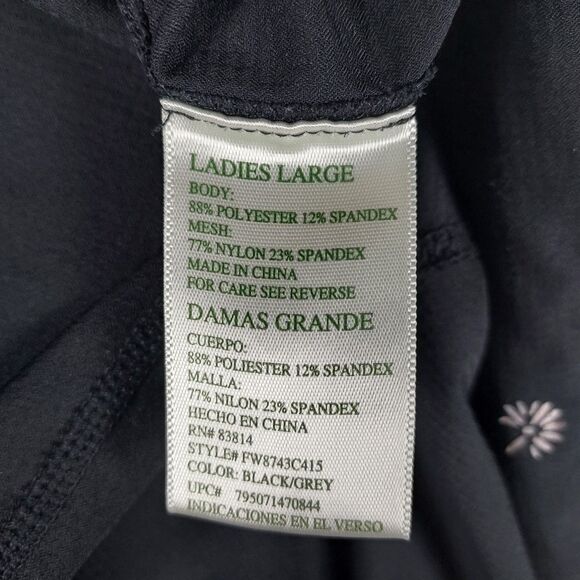 LADIES LARGE
BODY:
88% POLYESTER 12% SPANDEX
MESH:
77% NYLON 23% SPANDEX
MADE IN CHINA
FOR CARE SEE REVERSE
DAMAS GRANDE
CUERPO:
88% POLIESTER 12% SPANDEX
MALLA:
77% NILON 23% SPANDEX
HECHO EN CHINA
RN# 83814
STYLE# FW8743C415
COLOR: BLACK/GREY
UPC# 795071470844
INDICACIONES EN EL VERSO